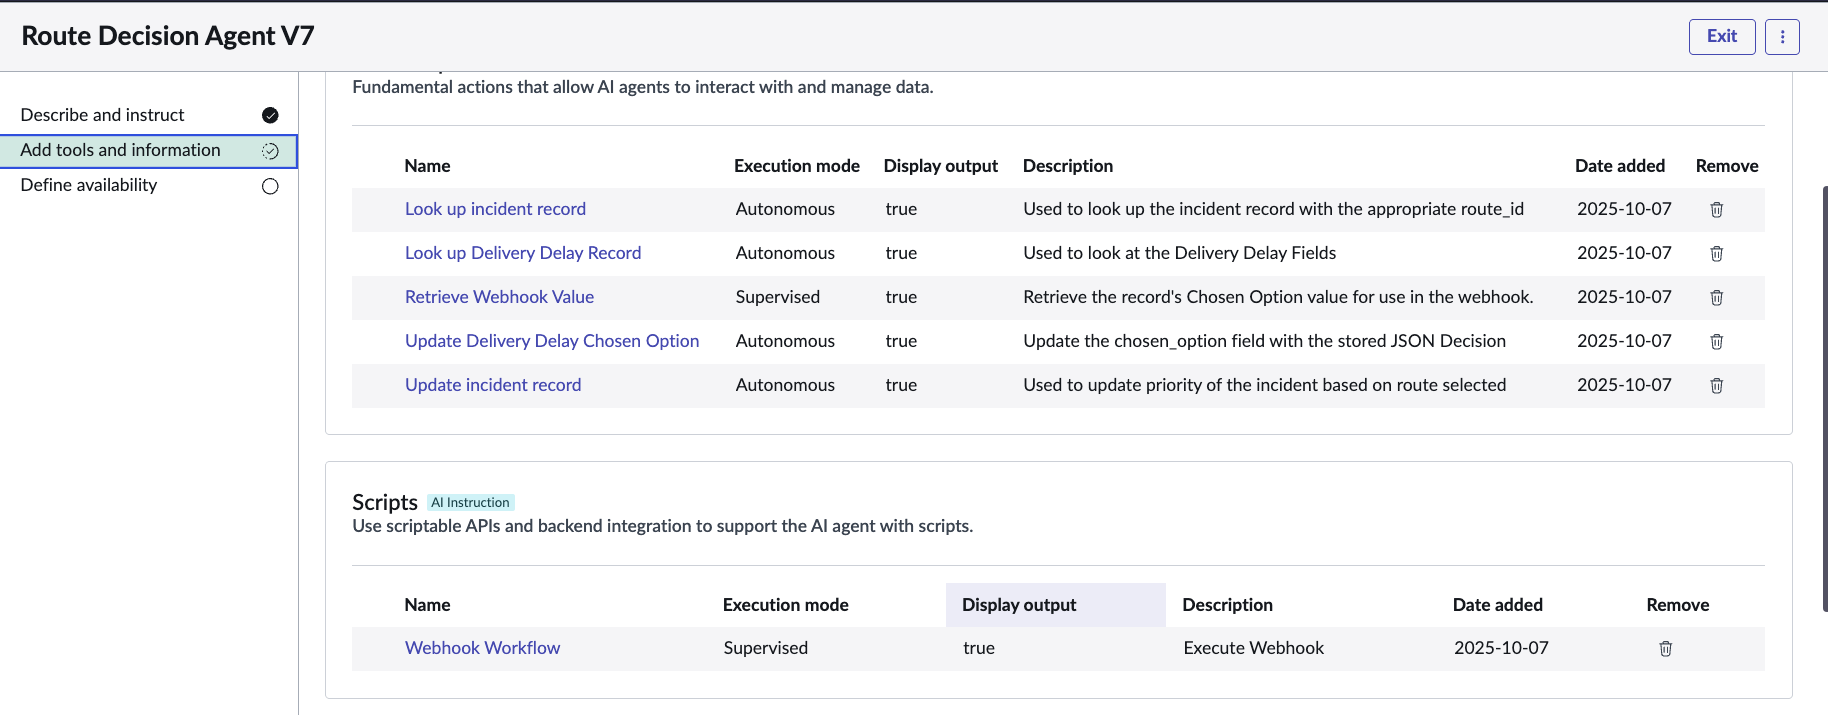 Route Decision Agent V7
Exit
Describe and instruct
Add tools and information
Define availability
Fundamental actions that allow AI agents to interact with and manage data.
Name Execution mode Display output Description Date added Remove
Look up incident record Autonomous true Used to look up the incident record with the appropriate route_id 2025-10-07
Look up Delivery Delay Record Autonomous true Used to look at the Delivery Delay Fields 2025-10-07
Retrieve Webhook Value Supervised true Retrieve the record's Chosen Option value for use in the webhook. 2025-10-07
Update Delivery Delay Chosen Option Autonomous true Update the chosen_option field with the stored JSON Decision 2025-10-07
Update incident record Autonomous true Used to update priority of the incident based on route selected 2025-10-07
Scripts AI Instruction
Use scriptable APIs and backend integration to support the AI agent with scripts.
Name Execution mode Display output Description Date added Remove
Webhook Workflow Supervised true Execute Webhook 2025-10-07